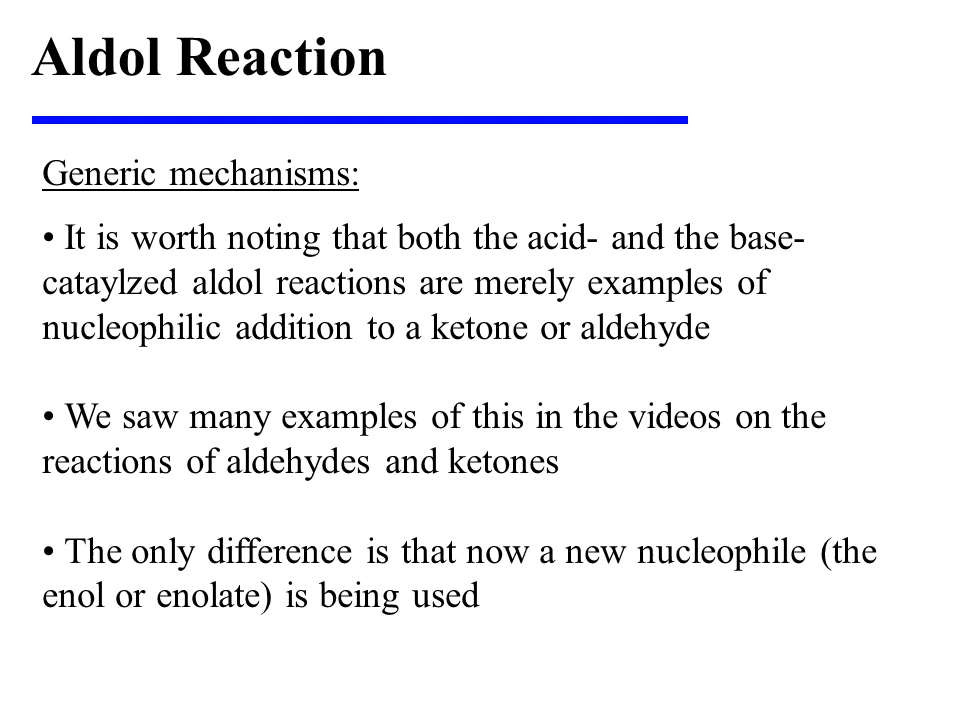 Aldol Reaction
Generic mechanisms:
• It is worth noting that both the acid- and the base-
cataylzed aldol reactions are merely examples of
nucleophilic addition to a ketone or aldehyde
• We saw many examples of this in the videos on the
reactions of aldehydes and ketones
• The only difference is that now a new nucleophile (the
enol or enolate) is being used